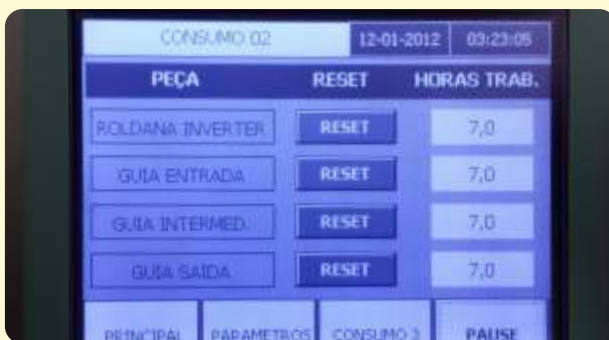 CONSUMO 02 12-01-2012 03:23:05
PEÇA RESET HORAS TRAB.
ROLDANA INVERTER RESET 7,0
GUIA ENTRADA RESET 7,0
GUIA INTERMED. RESET 7,0
GUIA SAIDA RESET 7,0
PRINCIPAL PARAMETROS CONSUMO 3 PAUSE